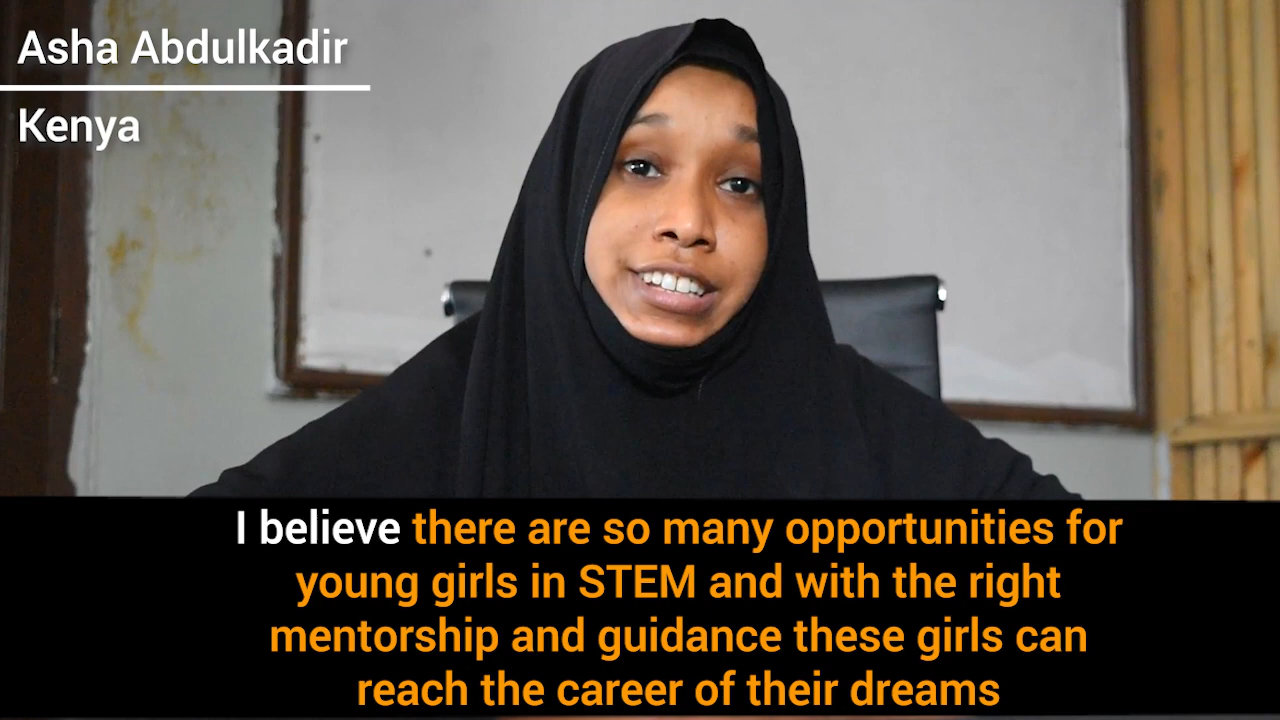 Asha Abdulkadir
Kenya
I believe there are so many opportunities for
young girls in STEM and with the right
mentorship and guidance these girls can
reach the career of their dreams